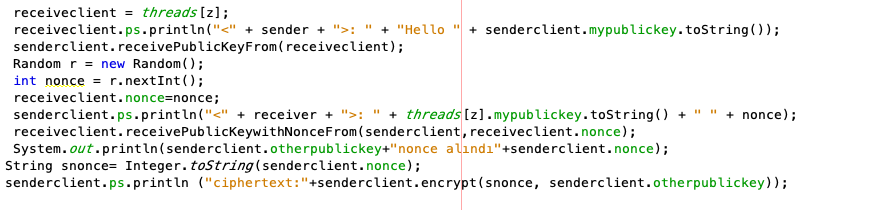 receiveclient = threads[z];
receiveclient.ps.println("<" + sender + ">: " + "Hello " + senderclient.mypublickey.toString());
senderclient.receivePublicKeyFrom(receiveclient);
Random r = new Random();
int nonce = r.nextInt();
receiveclient.nonce=nonce;
senderclient.ps.println("<" + receiver + ">: " + threads[z].mypublickey.toString() + " " + nonce);
receiveclient.receivePublicKeywithNonceFrom(senderclient,receiveclient.nonce);
System.out.println(senderclient.otherpublickey+"nonce alındı"+senderclient.nonce);
String snonce= Integer.toString(senderclient.nonce);
senderclient.ps.println ("ciphertext:"+senderclient.encrypt(snonce, senderclient.otherpublickey));